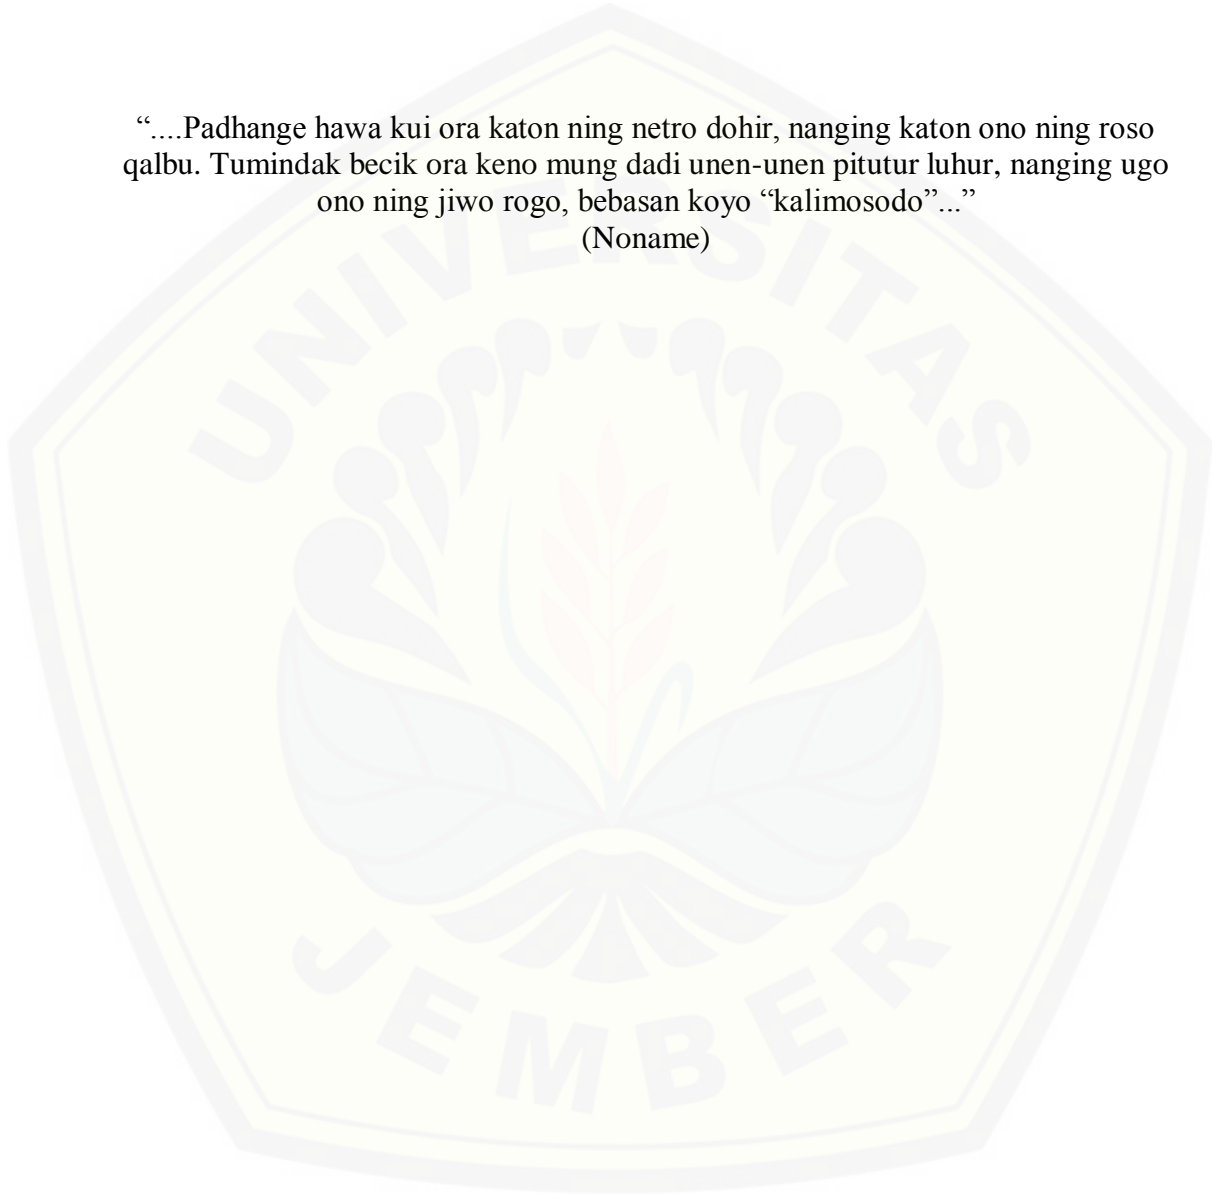 “....Padhange hawa kui ora katon ning netro dohir, nanging katon ono ning roso
qalbu. Tumindak becik ora keno mung dadi unen-unen pitutur luhur, nanging ugo
ono ning jiwo rogo, bebasan koyo “kalimosodo”...”
(Noname)
UNIVERSITAS
JEMBER